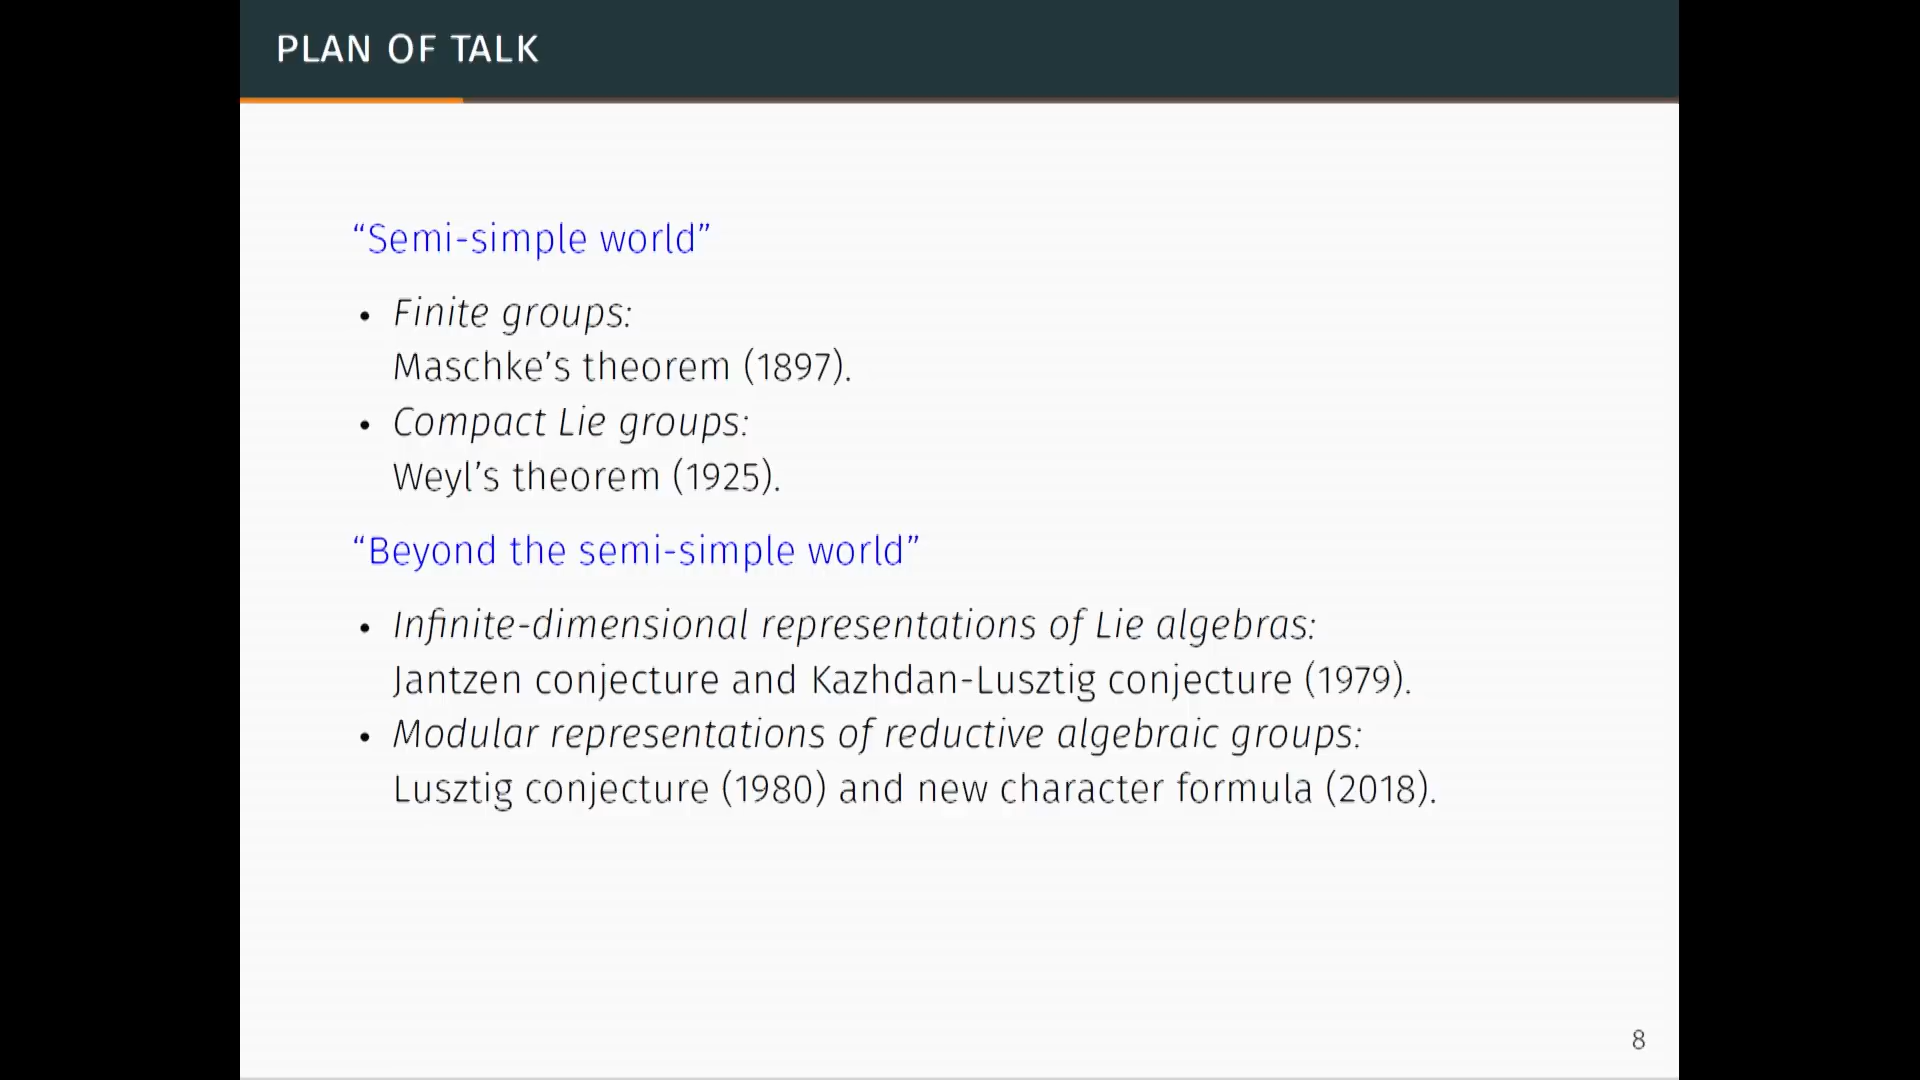 PLAN OF TALK
“Semi-simple world”
• Finite groups:
Maschke’s theorem (1897).
• Compact Lie groups:
Weyl’s theorem (1925).
“Beyond the semi-simple world”
• Infinite-dimensional representations of Lie algebras:
Jantzen conjecture and Kazhdan-Lusztig conjecture (1979).
• Modular representations of reductive algebraic groups:
Lusztig conjecture (1980) and new character formula (2018).
8